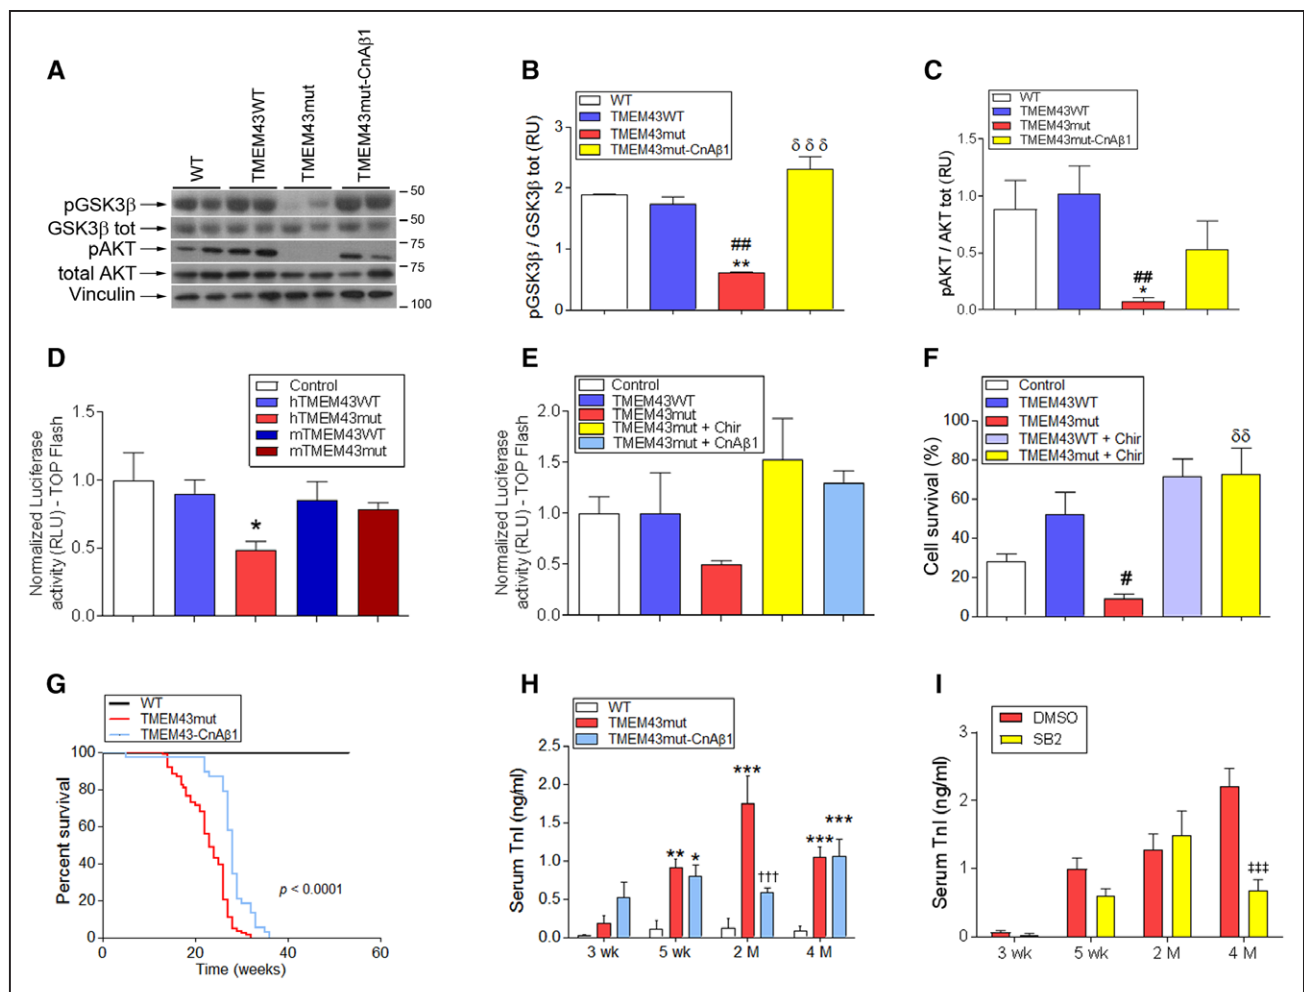 A
WT
TMEM43WT
TMEM43mut
TMEM43mut-CnAβ1
pGSK3β
GSK3β tot
pAKT
total AKT
Vinculin
50
50
75
75
100
B
WT
TMEM43WT
TMEM43mut
TMEM43mut-CnAβ1
pGSK3β / GSK3β tot (RU)
3
2
1
0
##
**
δ δ δ
C
WT
TMEM43WT
TMEM43mut
TMEM43mut-CnAβ1
pAKT / AKT tot (RU)
1.5
1.0
0.5
0.0
##
*
D
Control
hTMEM43WT
hTMEM43mut
mTMEM43WT
mTMEM43mut
Normalized Luciferase
activity (RLU) - TOP Flash
1.5
1.0
0.5
0.0
*
E
Control
TMEM43WT
TMEM43mut
TMEM43mut + Chir
TMEM43mut + CnAβ1
Normalized Luciferase
activity (RLU) - TOP Flash
2.0
1.5
1.0
0.5
0.0
F
Control
TMEM43WT
TMEM43mut
TMEM43WT + Chir
TMEM43mut + Chir
Cell survival (%)
100
80
60
40
20
0
#
δδ
G
WT
TMEM43mut
TMEM43-CnAβ1
Percent survival
100
80
60
40
20
0
p < 0.0001
0 20 40 60
Time (weeks)
H
WT
TMEM43mut
TMEM43mut-CnAβ1
Serum TnI (ng/ml)
2.5
2.0
1.5
1.0
0.5
0.0
**
*
***
†††
***
***
3 wk 5 wk 2 M 4 M
I
DMSO
SB2
Serum TnI (ng/ml)
3
2
1
0
‡‡‡
3 wk 5 wk 2 M 4 M